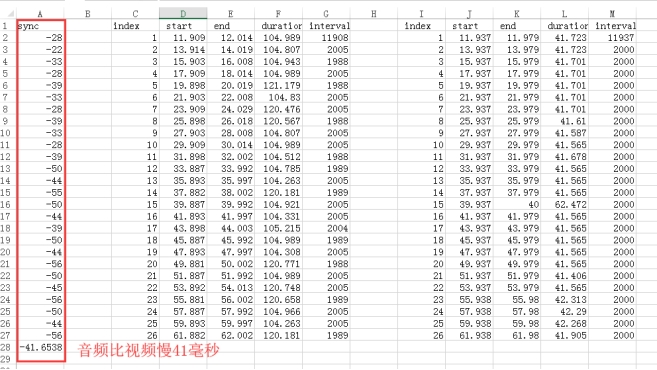 A B C D E F G H I J K L M
1 sync index start end duration interval index start end duration interval
2 -28 1 11.909 12.014 104.989 11908 1 11.937 11.979 41.723 11937
3 -22 2 13.914 14.019 104.807 2005 2 13.937 13.979 41.701 2000
4 -33 3 15.903 16.008 104.943 1988 3 15.937 15.979 41.701 2000
5 -28 4 17.909 18.014 104.989 2005 4 17.937 17.979 41.701 2000
6 -39 5 19.898 20.019 121.179 1988 5 19.937 19.979 41.701 2000
7 -33 6 21.903 22.008 104.83 2005 6 21.937 21.979 41.701 2000
8 -28 7 23.909 24.029 120.476 2005 7 23.937 23.979 41.701 2000
9 -39 8 25.898 26.018 120.567 1988 8 25.937 25.979 41.61 2000
10 -33 9 27.903 28.008 104.807 2005 9 27.937 27.979 41.587 2000
11 -28 10 29.909 30.014 104.989 2005 10 29.937 29.979 41.565 2000
12 -39 11 31.898 32.002 104.512 1988 11 31.937 31.979 41.678 2000
13 -50 12 33.887 33.992 104.785 1989 12 33.937 33.979 41.565 2000
14 -44 13 35.893 35.997 104.263 2005 13 35.937 35.979 41.565 2000
15 -55 14 37.882 38.002 120.181 1989 14 37.937 37.979 41.565 2000
16 -50 15 39.887 39.992 104.921 2005 15 39.937 40 62.472 2000
17 -44 16 41.893 41.997 104.331 2005 16 41.937 41.979 41.565 2000
18 -39 17 43.898 44.003 105.215 2004 17 43.937 43.979 41.565 2000
19 -50 18 45.887 45.992 104.989 1989 18 45.937 45.979 41.565 2000
20 -44 19 47.893 47.997 104.308 2005 19 47.937 47.979 41.565 2000
21 -56 20 49.881 50.002 120.771 1988 20 49.937 49.979 41.565 2000
22 -50 21 51.887 51.992 104.989 2005 21 51.937 51.979 41.406 2000
23 -45 22 53.892 54.013 120.748 2005 22 53.937 53.979 41.565 2000
24 -56 23 55.881 56.002 120.658 1989 23 55.938 55.98 42.313 2000
25 -50 24 57.887 57.992 104.966 2005 24 57.938 57.98 42.29 2000
26 -44 25 59.893 59.997 104.263 2005 25 59.938 59.98 42.268 2000
27 -56 26 61.882 62.002 120.181 1989 26 61.938 61.98 41.905 2000
28 -41.6538 音频比视频慢41毫秒
29